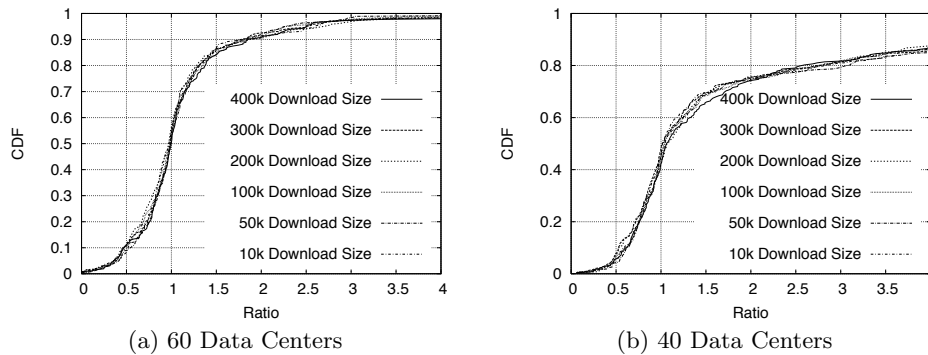 1
0.9
0.8
0.7
0.6
0.5
0.4
0.3
0.2
0.1
0
CDF
400k Download Size
300k Download Size
200k Download Size
100k Download Size
50k Download Size
10k Download Size
0 0.5 1 1.5 2 2.5 3 3.5 4
Ratio
(a) 60 Data Centers
1
0.8
0.6
0.4
0.2
0
CDF
400k Download Size
300k Download Size
200k Download Size
100k Download Size
50k Download Size
10k Download Size
0 0.5 1 1.5 2 2.5 3 3.5
Ratio
(b) 40 Data Centers